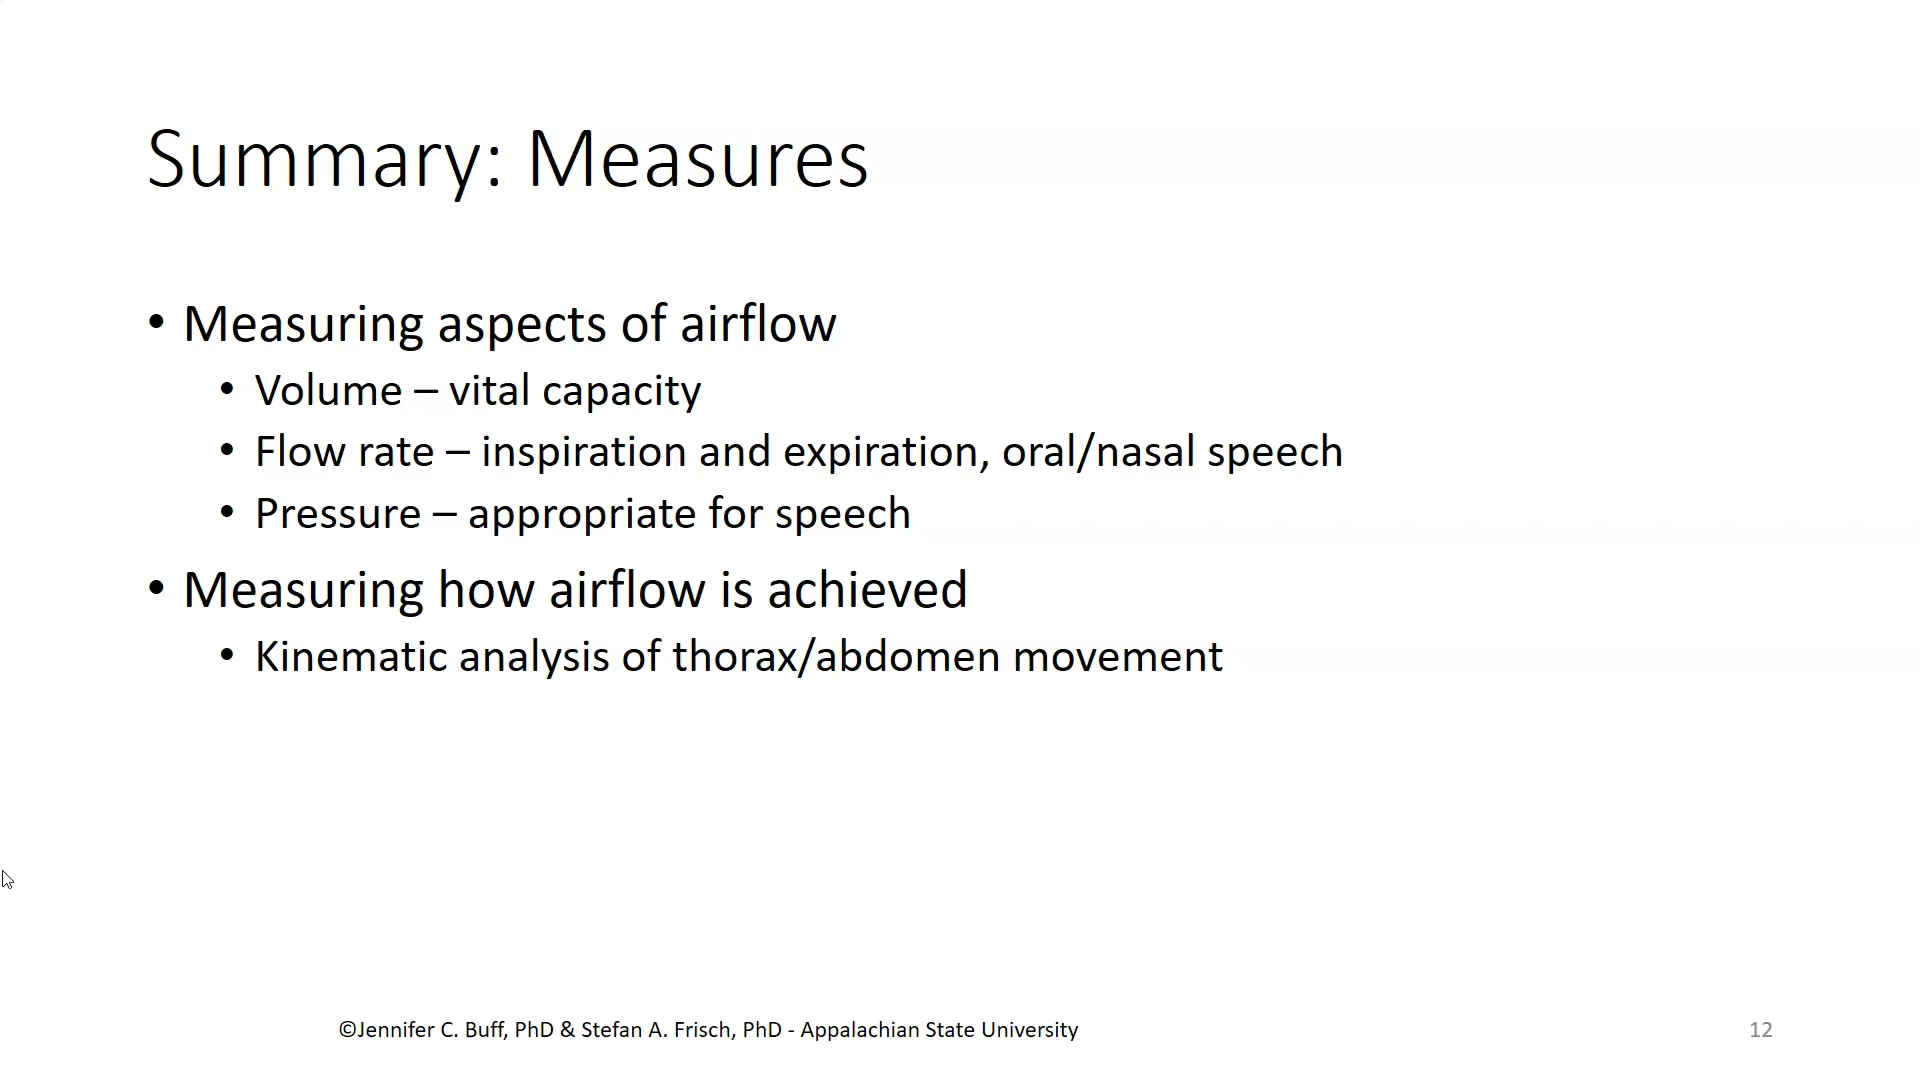 Summary: Measures
• Measuring aspects of airflow
• Volume – vital capacity
• Flow rate – inspiration and expiration, oral/nasal speech
• Pressure – appropriate for speech
• Measuring how airflow is achieved
• Kinematic analysis of thorax/abdomen movement
©Jennifer C. Buff, PhD & Stefan A. Frisch, PhD - Appalachian State University
12